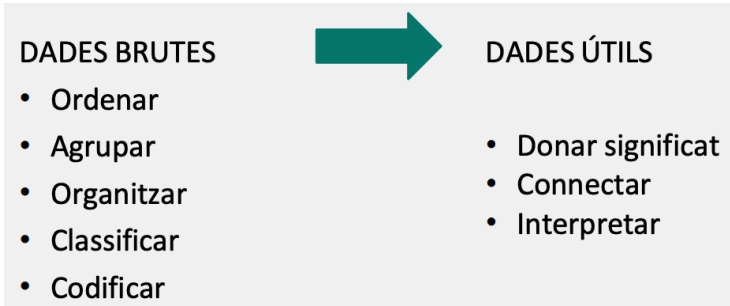 DADES BRUTES
• Ordenar
• Agrupar
• Organitzar
• Classificar
• Codificar
DADES ÚTILS
• Donar significat
• Connectar
• Interpretar